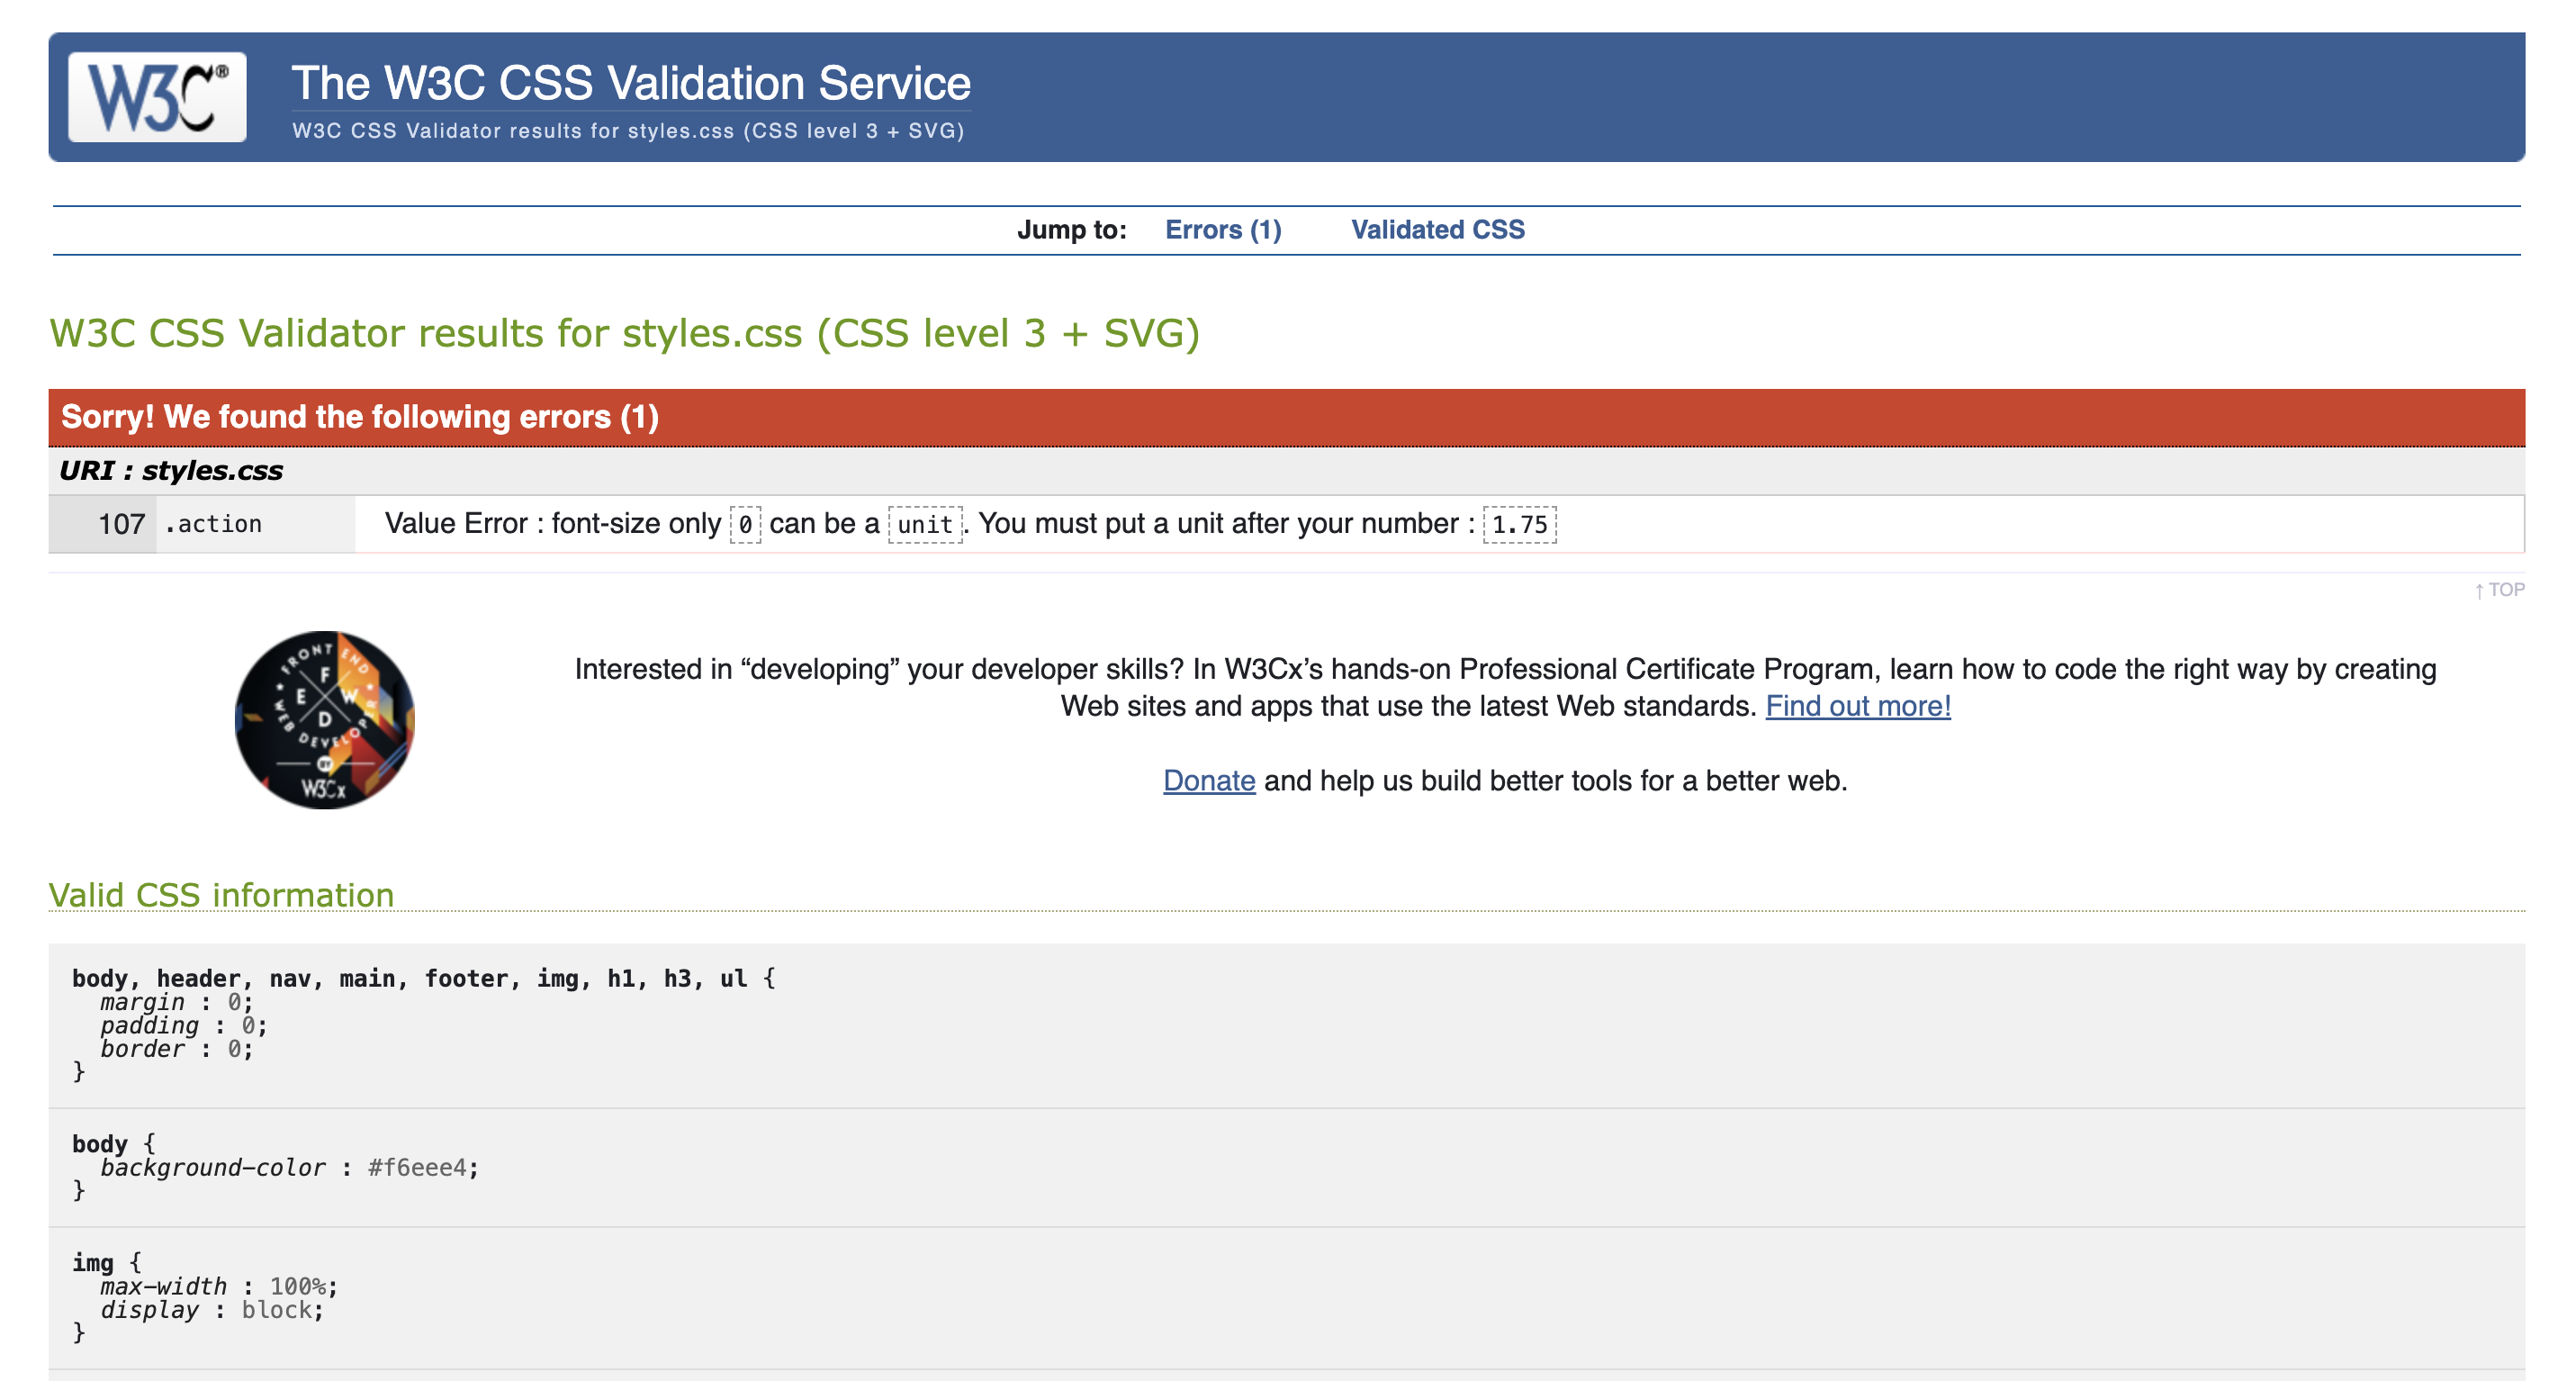 W3C®
The W3C CSS Validation Service
W3C CSS Validator results for styles.css (CSS level 3 + SVG)
Jump to: Errors (1) Validated CSS
W3C CSS Validator results for styles.css (CSS level 3 + SVG)
Sorry! We found the following errors (1)
URI : styles.css
107 .action Value Error : font-size only 0 can be a unit. You must put a unit after your number : 1.75
↑ TOP
FRONT END
F
E W
D
WEB DEVELOPER
BY
W3Cx
Interested in “developing” your developer skills? In W3Cx’s hands-on Professional Certificate Program, learn how to code the right way by creating
Web sites and apps that use the latest Web standards. Find out more!
Donate and help us build better tools for a better web.
Valid CSS information
body, header, nav, main, footer, img, h1, h3, ul {
margin : 0;
padding : 0;
border : 0;
}
body {
background-color : #f6eee4;
}
img {
max-width : 100%;
display : block;
}